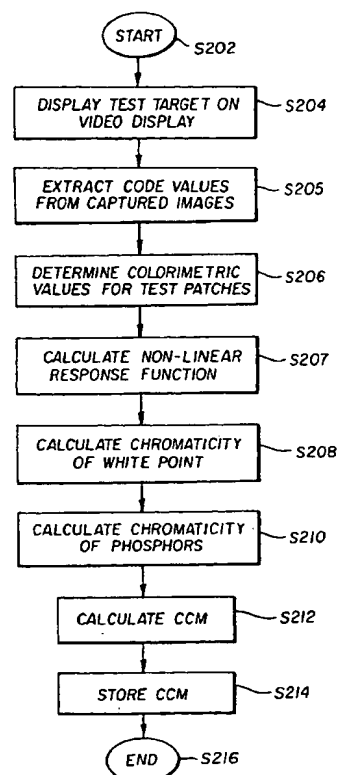 START
S202
DISPLAY TEST TARGET ON
VIDEO DISPLAY
S204
EXTRACT CODE VALUES
FROM CAPTURED IMAGES
S205
DETERMINE COLORIMETRIC
VALUES FOR TEST PATCHES
S206
CALCULATE NON-LINEAR
RESPONSE FUNCTION
S207
CALCULATE CHROMATICITY
OF WHITE POINT
S208
CALCULATE CHROMATICITY
OF PHOSPHORS
S210
CALCULATE CCM
S212
STORE CCM
S214
END
S216